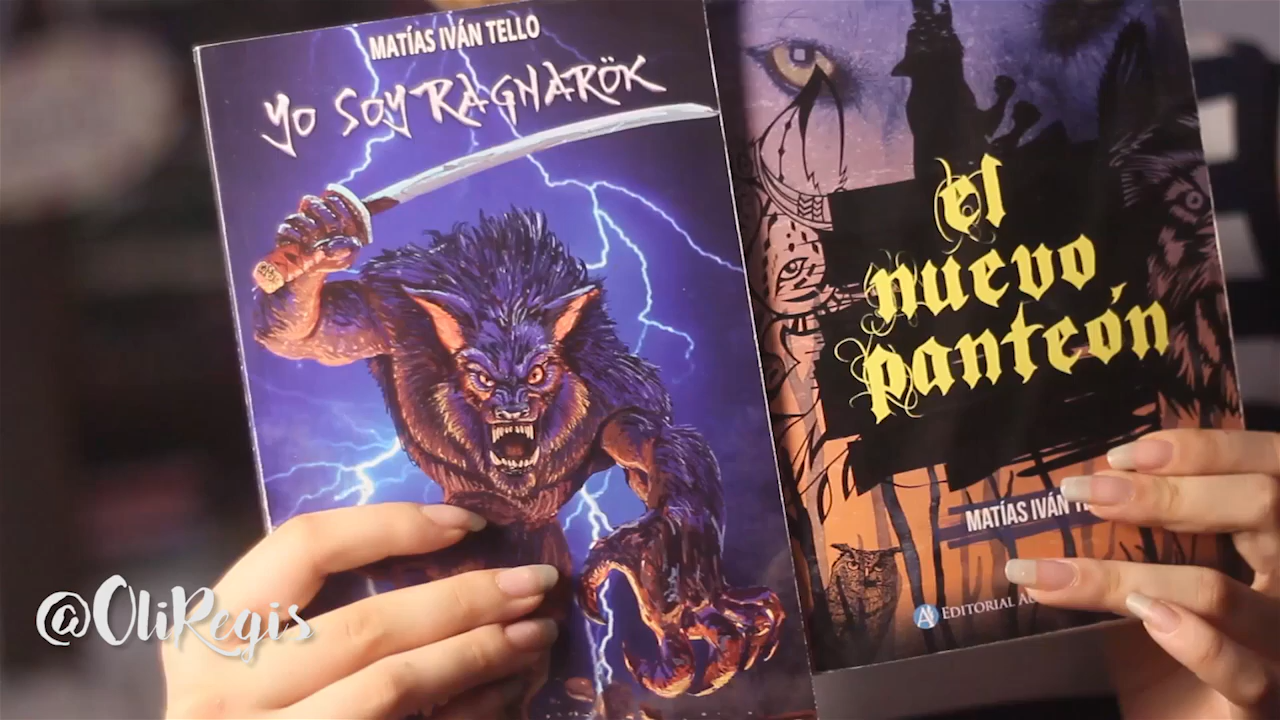 MATÍAS IVÁN TELLO
YO SOY RAGNARÖK
el
nuevo
panteón
MATÍAS IVÁN
EDITORIAL
@OliRegis